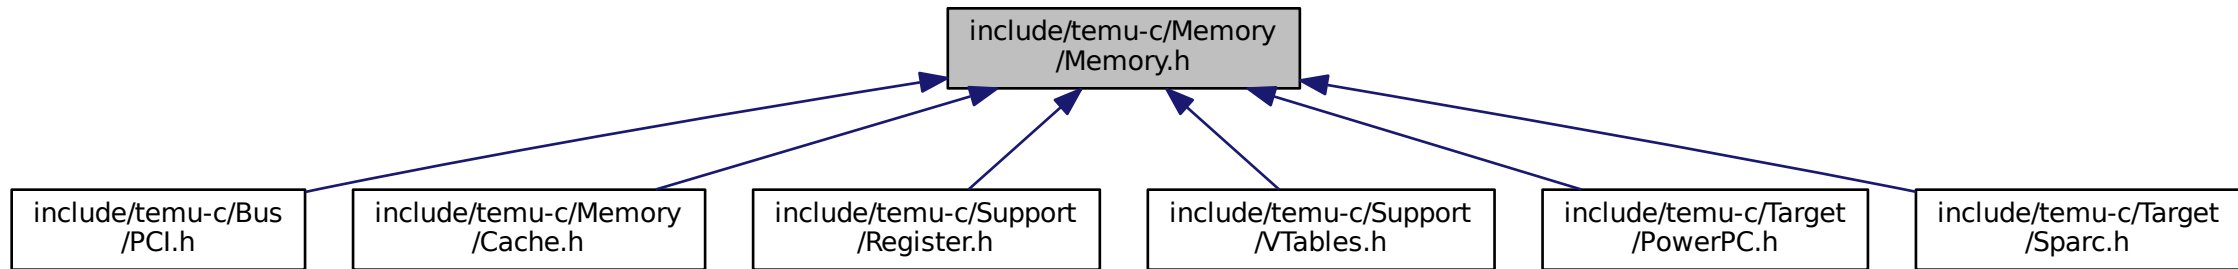 include/temu-c/Memory
/Memory.h
include/temu-c/Bus
/PCI.h
include/temu-c/Memory
/Cache.h
include/temu-c/Support
/Register.h
include/temu-c/Support
/VTables.h
include/temu-c/Target
/PowerPC.h
include/temu-c/Target
/Sparc.h